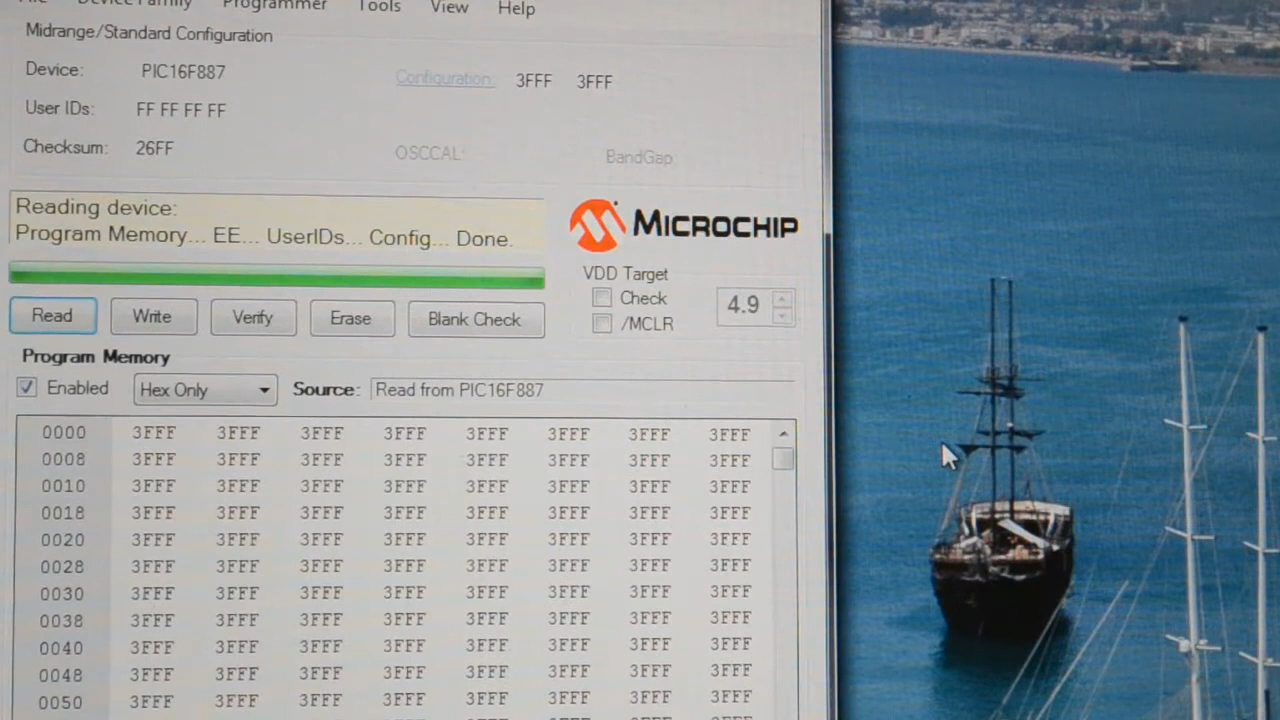 File Device Family Programmer Tools View Help
Midrange/Standard Configuration
Device: PIC16F887 Configuration: 3FFF 3FFF
User IDs: FF FF FF FF
Checksum: 26FF OSCCAL: BandGap:
Reading device:
Program Memory... EE... UserIDs... Config... Done.
MICROCHIP
VDD Target
Check
/MCLR
4.9
Read Write Verify Erase Blank Check
Program Memory
Enabled Hex Only Source: Read from PIC16F887
0000 3FFF 3FFF 3FFF 3FFF 3FFF 3FFF 3FFF 3FFF
0008 3FFF 3FFF 3FFF 3FFF 3FFF 3FFF 3FFF 3FFF
0010 3FFF 3FFF 3FFF 3FFF 3FFF 3FFF 3FFF 3FFF
0018 3FFF 3FFF 3FFF 3FFF 3FFF 3FFF 3FFF 3FFF
0020 3FFF 3FFF 3FFF 3FFF 3FFF 3FFF 3FFF 3FFF
0028 3FFF 3FFF 3FFF 3FFF 3FFF 3FFF 3FFF 3FFF
0030 3FFF 3FFF 3FFF 3FFF 3FFF 3FFF 3FFF 3FFF
0038 3FFF 3FFF 3FFF 3FFF 3FFF 3FFF 3FFF 3FFF
0040 3FFF 3FFF 3FFF 3FFF 3FFF 3FFF 3FFF 3FFF
0048 3FFF 3FFF 3FFF 3FFF 3FFF 3FFF 3FFF 3FFF
0050 3FFF 3FFF 3FFF 3FFF 3FFF 3FFF 3FFF 3FFF